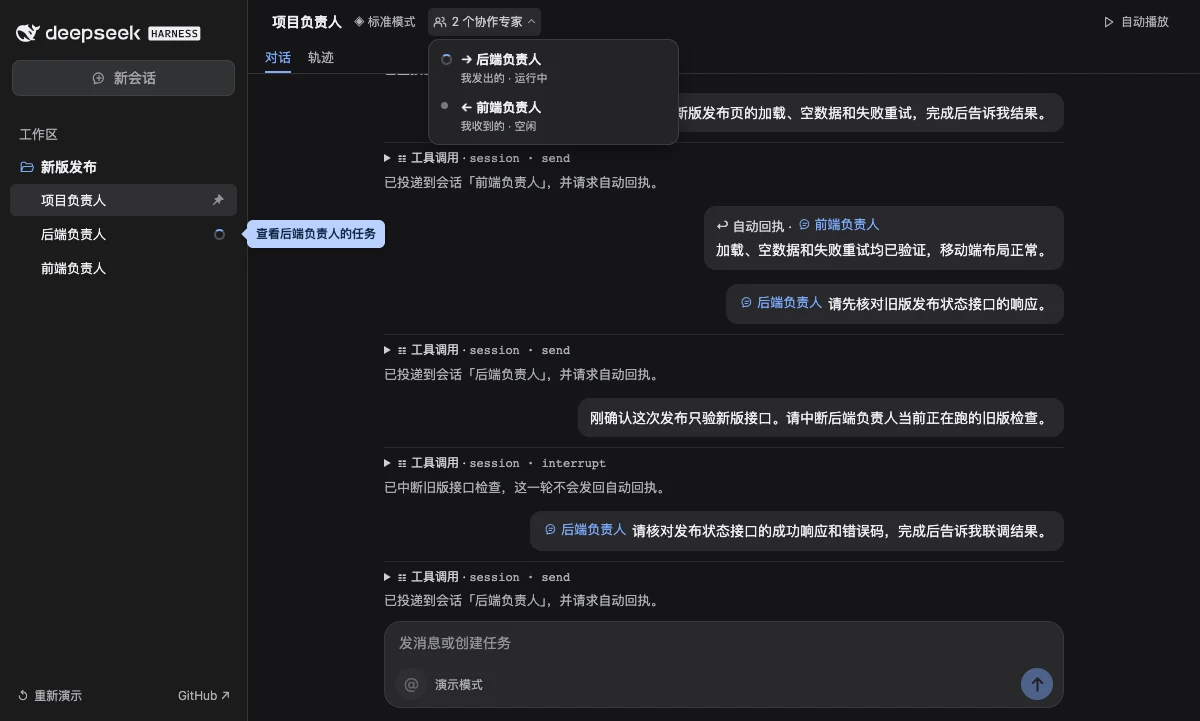 deepseek HARNESS
新会话
工作区
新版发布
项目负责人
后端负责人
前端负责人
重新演示
GitHub ↗
查看后端负责人的任务
项目负责人
标准模式
2 个协作专家
自动播放
对话
轨迹
→ 后端负责人
我发出的 · 运行中
← 前端负责人
我收到的 · 空闲
新版发布页的加载、空数据和失败重试，完成后告诉我结果。
工具调用 · session · send
已投递到会话「前端负责人」，并请求自动回执。
↩ 自动回执 · 前端负责人
加载、空数据和失败重试均已验证，移动端布局正常。
后端负责人 请先核对旧版发布状态接口的响应。
工具调用 · session · send
已投递到会话「后端负责人」，并请求自动回执。
刚确认这次发布只验新版接口。请中断后端负责人当前正在跑的旧版检查。
工具调用 · session · interrupt
已中断旧版接口检查，这一轮不会发回自动回执。
后端负责人 请核对发布状态接口的成功响应和错误码，完成后告诉我联调结果。
工具调用 · session · send
已投递到会话「后端负责人」，并请求自动回执。
发消息或创建任务
@ 演示模式